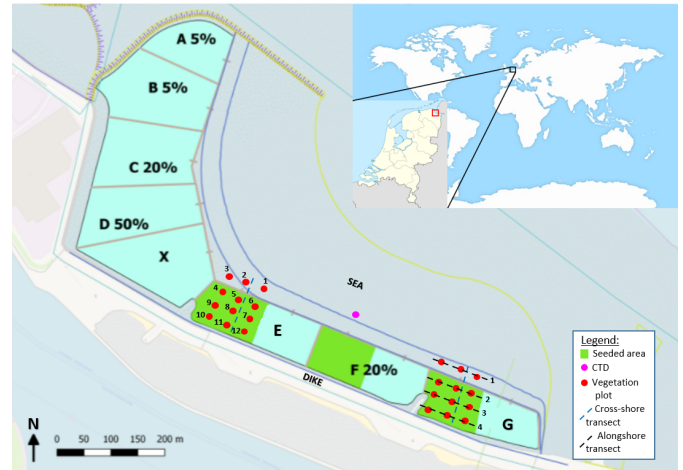 A 5%
B 5%
C 20%
D 50%
X
3
2
1
SEA
4
5
6
9
8
7
10
11
12
E
F 20%
DIKE
1
2
3
4
G
N
0 50 100 150 200 m
Legend:
Seeded area
CTD
Vegetation
plot
Cross-shore
transect
Alongshore
transect